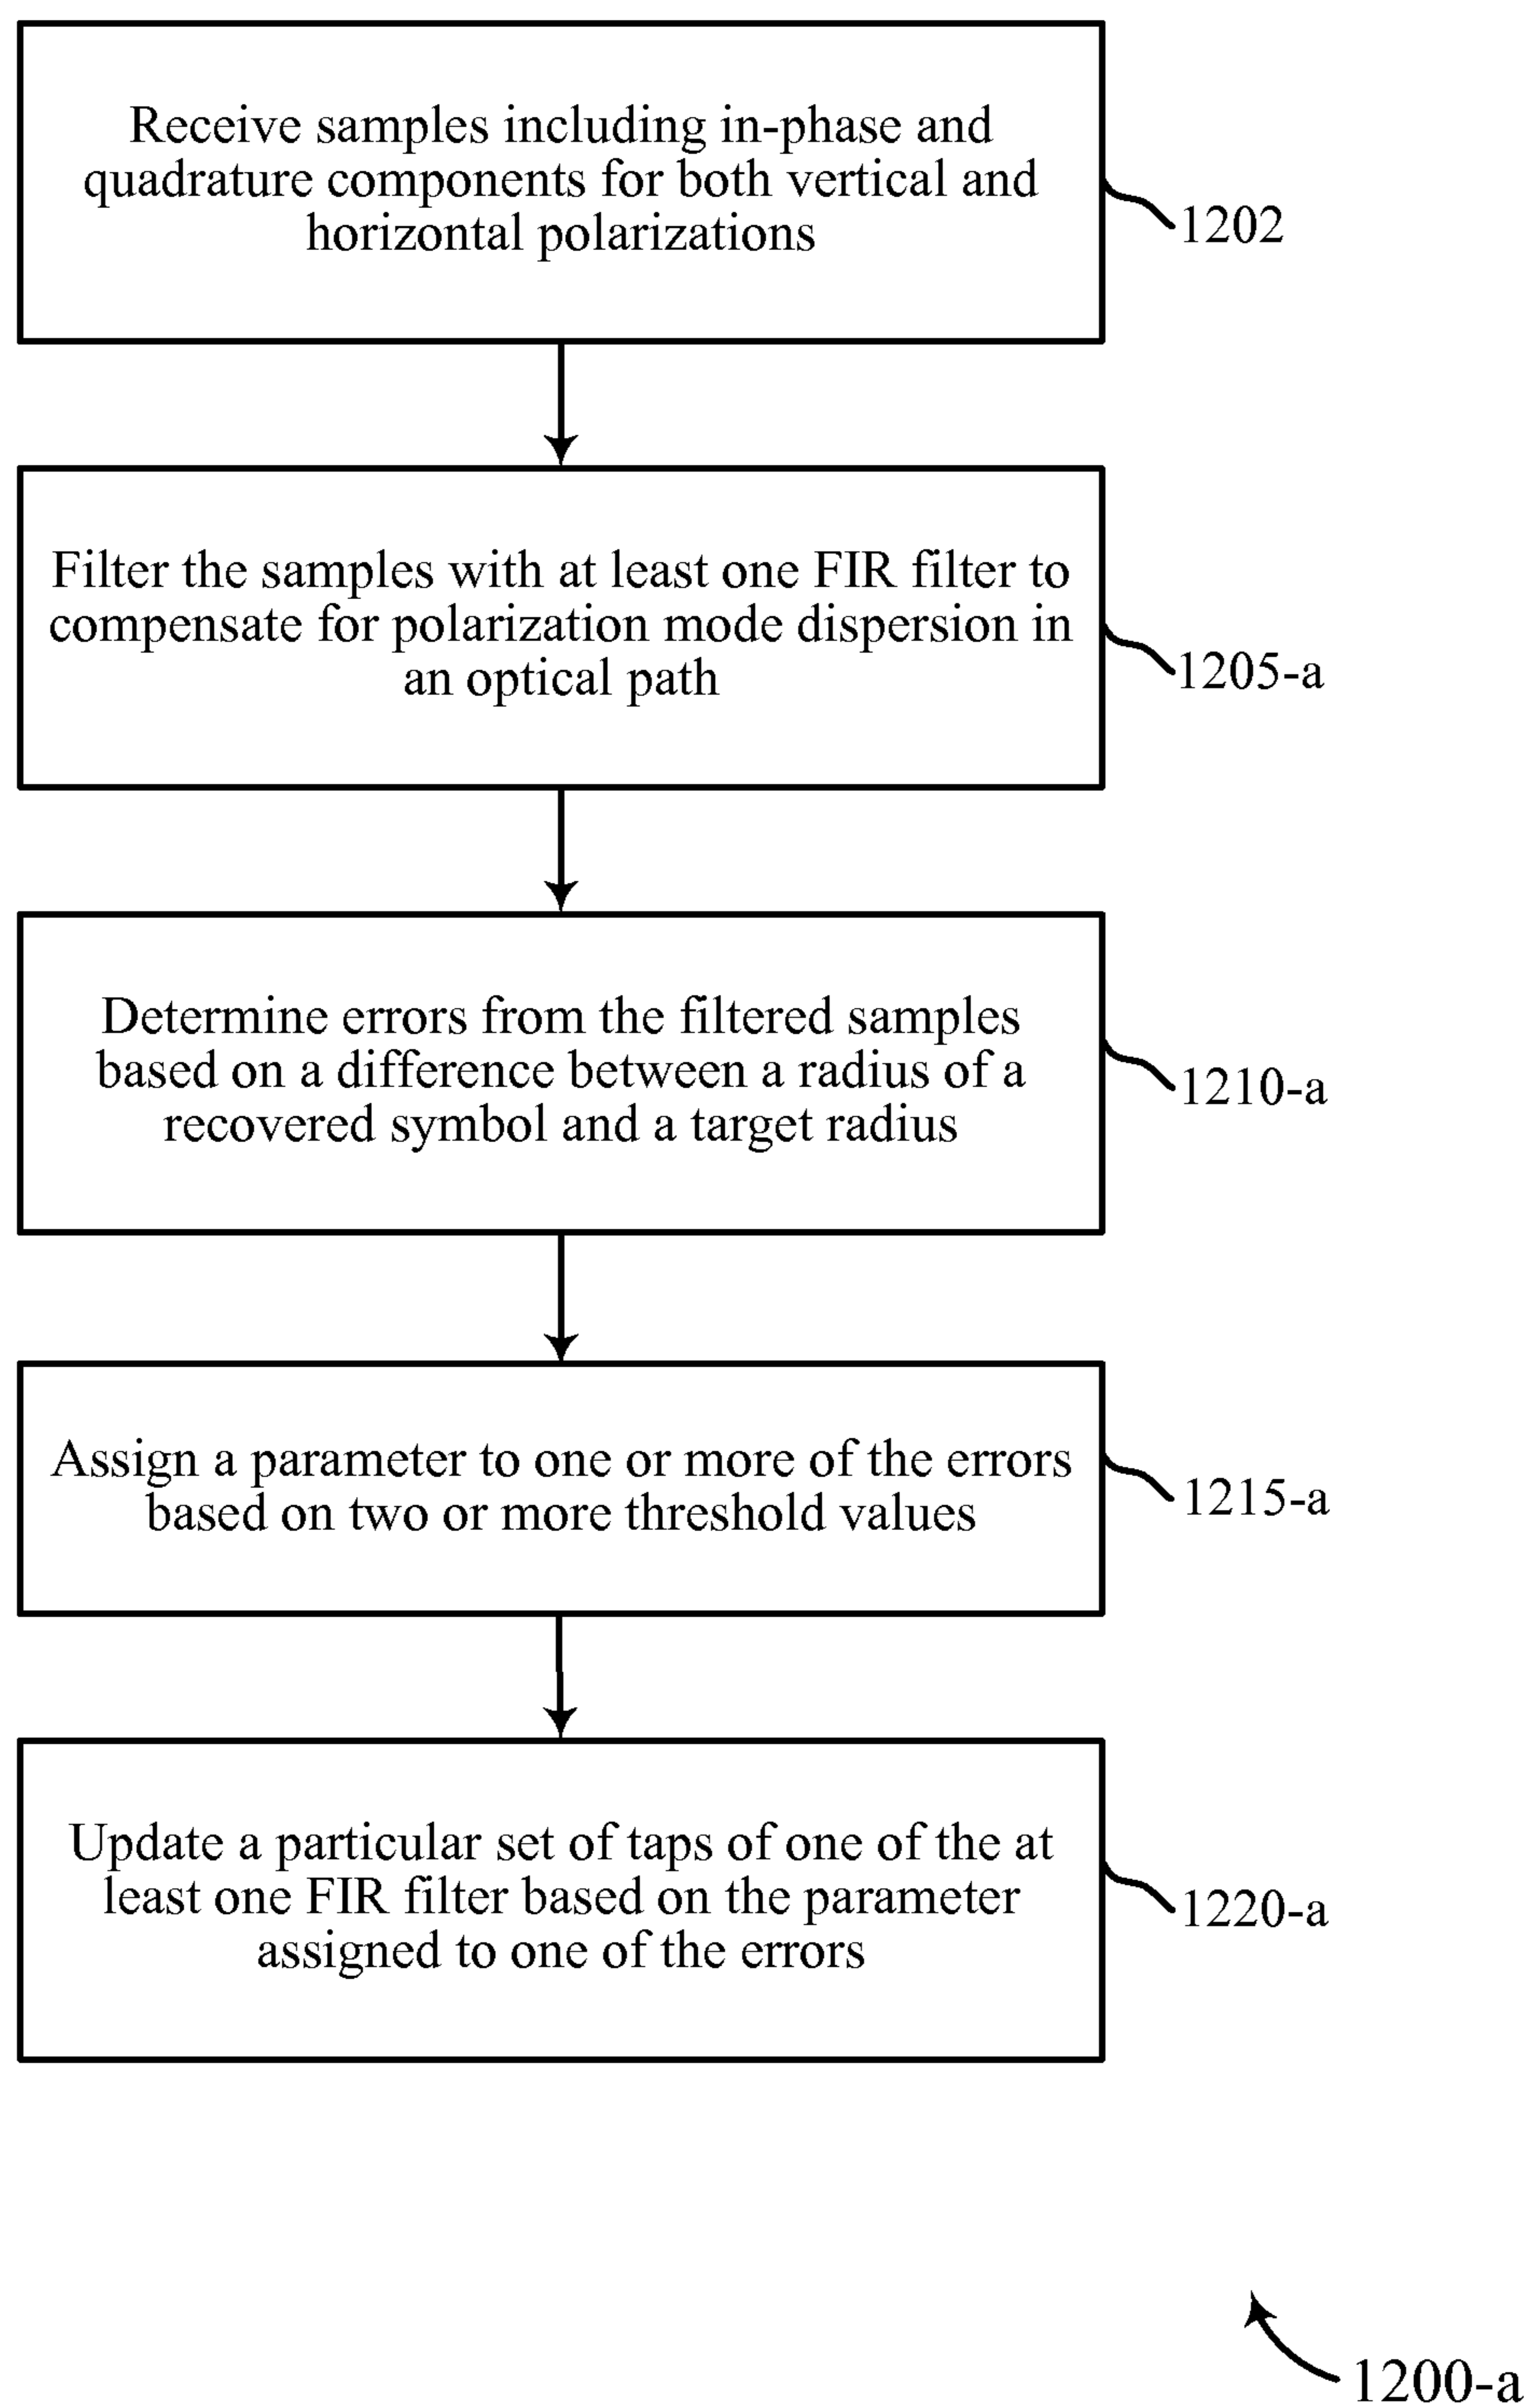 Receive samples including in-phase and
quadrature components for both vertical and
horizontal polarizations
1202
Filter the samples with at least one FIR filter to
compensate for polarization mode dispersion in
an optical path
1205-a
Determine errors from the filtered samples
based on a difference between a radius of a
recovered symbol and a target radius
1210-a
Assign a parameter to one or more of the errors
based on two or more threshold values
1215-a
Update a particular set of taps of one of the at
least one FIR filter based on the parameter
assigned to one of the errors
1220-a
1200-a